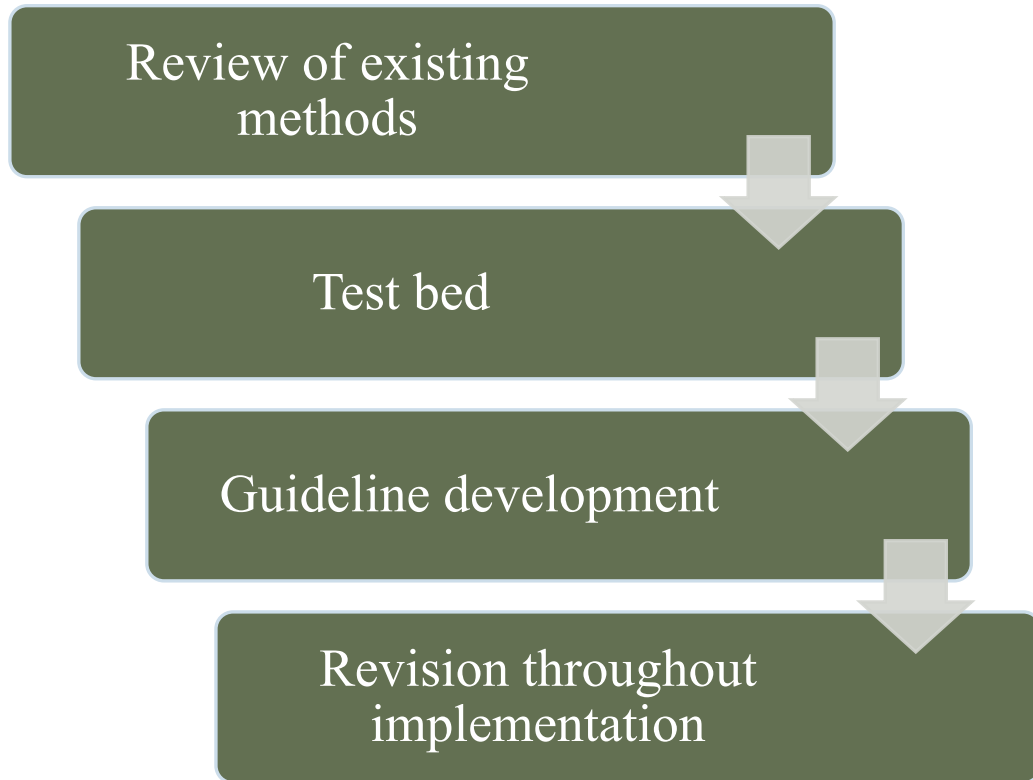 Review of existing
methods
Test bed
Guideline development
Revision throughout
implementation